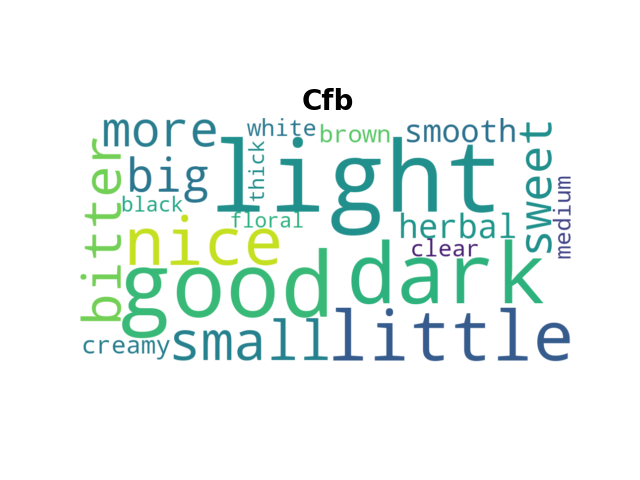 Cfb
more
white
brown
smooth
light
big
thick
sweet
bitter
black
floral
herbal
medium
nice
clear
good
dark
creamy
small
little